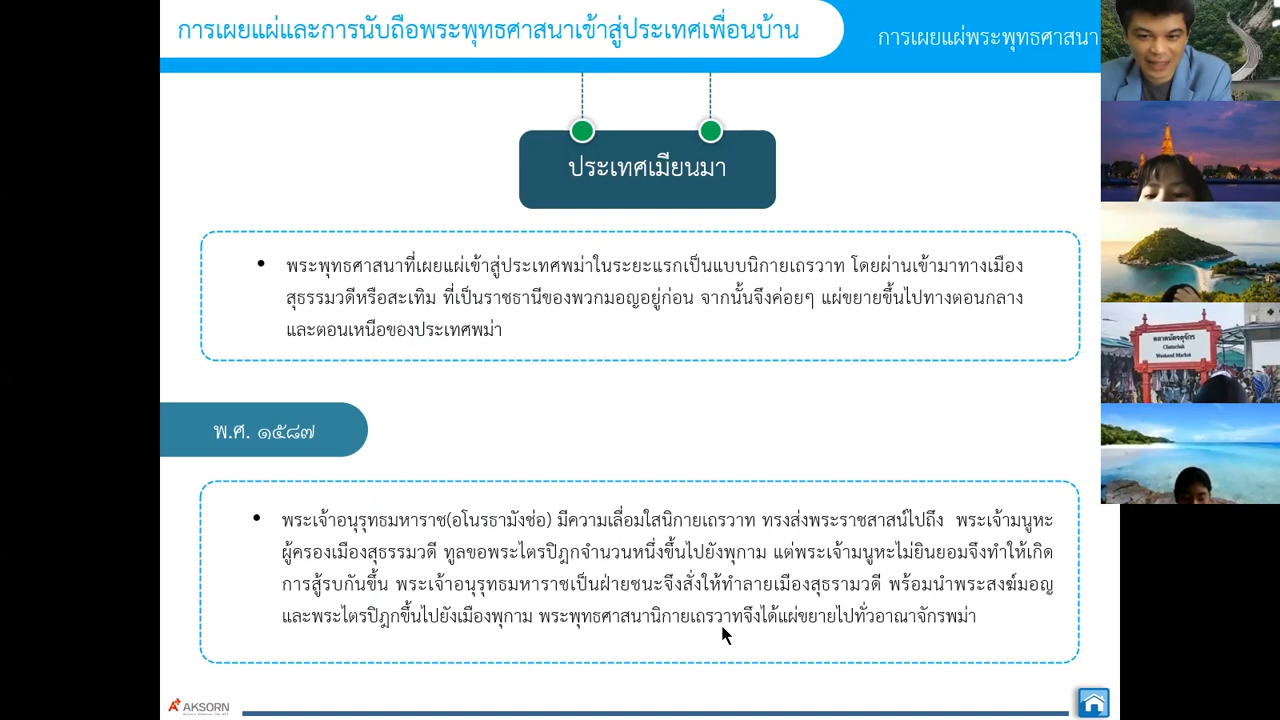 การเผยแผ่และการนับถือพระพุทธศาสนาเข้าสู่ประเทศเพื่อนบ้าน
การเผยแผ่พระพุทธศาสนา
ประเทศเมียนมา
• พระพุทธศาสนาที่เผยแผ่เข้าสู่ประเทศพม่าในระยะแรกเป็นแบบนิกายเถรวาท โดยผ่านเข้ามาทางเมือง
สุธรรมวดีหรือสะเทิม ที่เป็นราชธานีของพวกมอญอยู่ก่อน จากนั้นจึงค่อยๆ แผ่ขยายขึ้นไปทางตอนกลาง
และตอนเหนือของประเทศพม่า
พ.ศ. ๑๕๘๗
• พระเจ้าอนุรุทธมหาราช(อโนรธามังช่อ) มีความเลื่อมใสนิกายเถรวาท ทรงส่งพระราชสาสน์ไปถึง พระเจ้ามนูหะ
ผู้ครองเมืองสุธรรมวดี ทูลขอพระไตรปิฎกจำนวนหนึ่งขึ้นไปยังพุกาม แต่พระเจ้ามนูหะไม่ยินยอมจึงทำให้เกิด
การสู้รบกันขึ้น พระเจ้าอนุรุทธมหาราชเป็นฝ่ายชนะจึงสั่งให้ทำลายเมืองสุธรามวดี พร้อมนำพระสงฆ์มอญ
และพระไตรปิฎกขึ้นไปยังเมืองพุกาม พระพุทธศาสนานิกายเถรวาทจึงได้แผ่ขยายไปทั่วอาณาจักรพม่า
AKSORN
ตลาดนัดจตุจักร
Chatuchak
Weekend Market